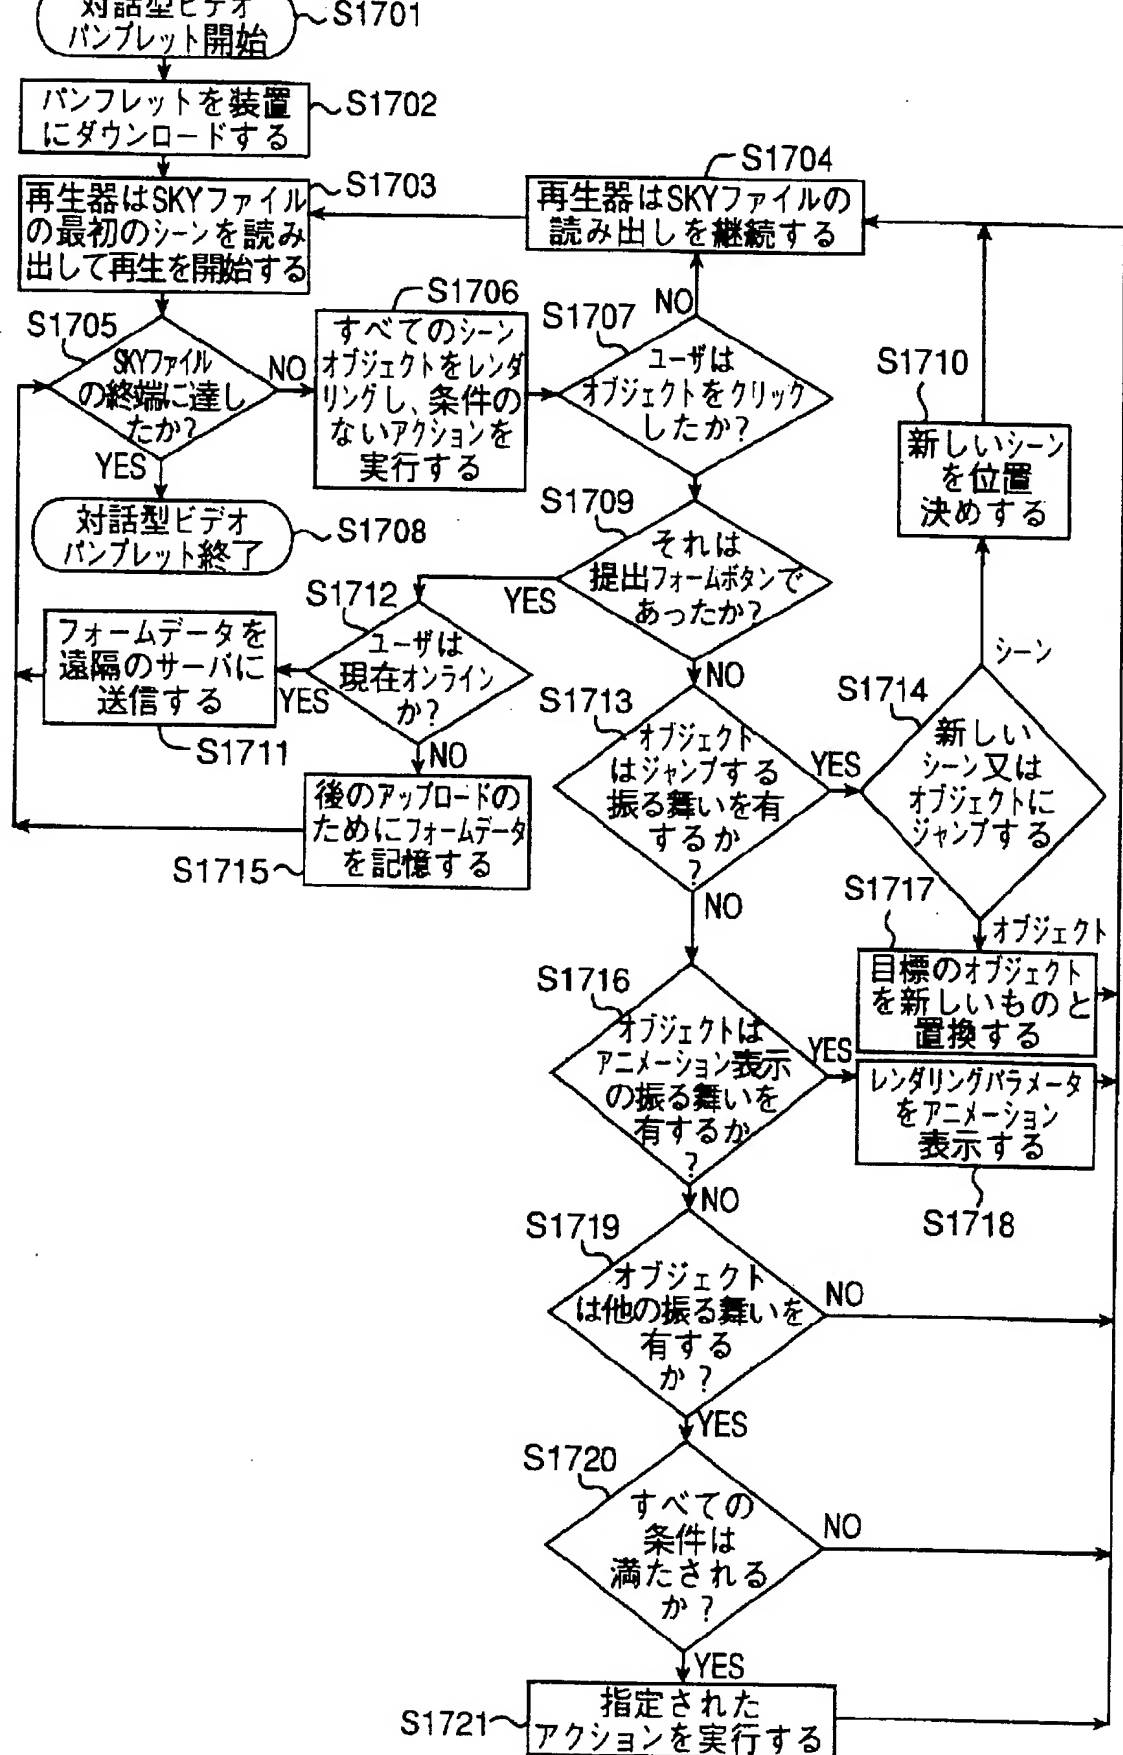 対話型ビデオ
パンプレット開始
S1701
パンフレットを装置
にダウンロードする
S1702
再生器はSKYファイル
の最初のシーンを読み
出して再生を開始する
S1703
S1704
再生器はSKYファイルの
読み出しを継続する
S1705
SKYファイル
の終端に達し
たか?
NO
YES
S1706
すべてのシーン
オブジェクトをレンダ
リングし、条件の
ないアクションを
実行する
S1707
NO
ユーザは
オブジェクトをクリック
したか?
S1710
新しいシーン
を位置
決めする
対話型ビデオ
パンプレット終了
S1708
S1709
それは
提出フォームボタンで
あったか?
YES
NO
S1712
ユーザは
現在オンライン
か?
YES
NO
フォームデータを
遠隔のサーバに
送信する
S1711
後のアップロードの
ためにフォームデータ
を記憶する
S1715
S1713
オブジェクト
はジャンプする
振る舞いを有
するか
?
YES
NO
シーン
S1714
新しい
シーン又は
オブジェクトに
ジャンプする
オブジェクト
S1717
目標のオブジェクト
を新しいものと
置換する
S1716
オブジェクトは
アニメーション表示
の振る舞いを
有するか
?
YES
NO
レンダリングパラメータ
をアニメーション
表示する
S1718
S1719
オブジェクト
は他の振る舞いを
有する
か?
NO
YES
S1720
すべての
条件は
満たされる
か?
NO
YES
S1721
指定された
アクションを実行する